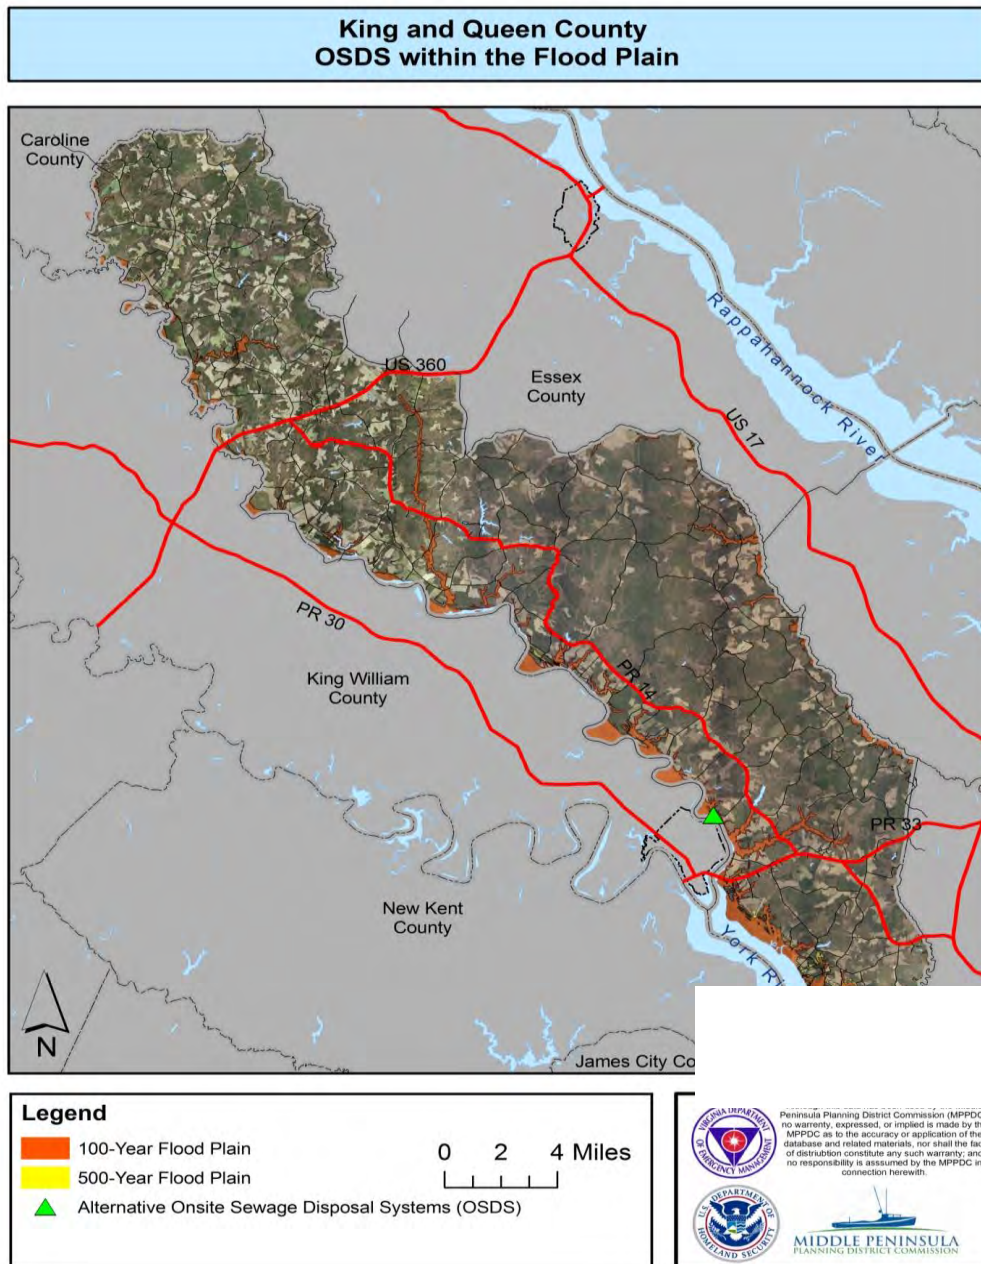 King and Queen County
OSDS within the Flood Plain
Caroline
County
Rappahannock River
US 360
Essex
County
US 17
PR 30
King William
County
PR 14
PR 33
New Kent
County
York Ri
N
James City Co
Legend
100-Year Flood Plain
500-Year Flood Plain
Alternative Onsite Sewage Disposal Systems (OSDS)
0 2 4 Miles
VIRGINIA DEPARTMENT
OF EMERGENCY MANAGEMENT
Peninsula Planning District Commission (MPPDC
no warranty, expressed, or implied is made by th
MPPDC as to the accuracy or application of the
database and related materials, nor shall the fac
of distriubtion constitute any such warranty; and
no responsibility is asssumed by the MPPDC in
connection herewith.
U.S. DEPARTMENT OF
HOMELAND SECURITY
MIDDLE PENINSULA
PLANNING DISTRICT COMMISSION